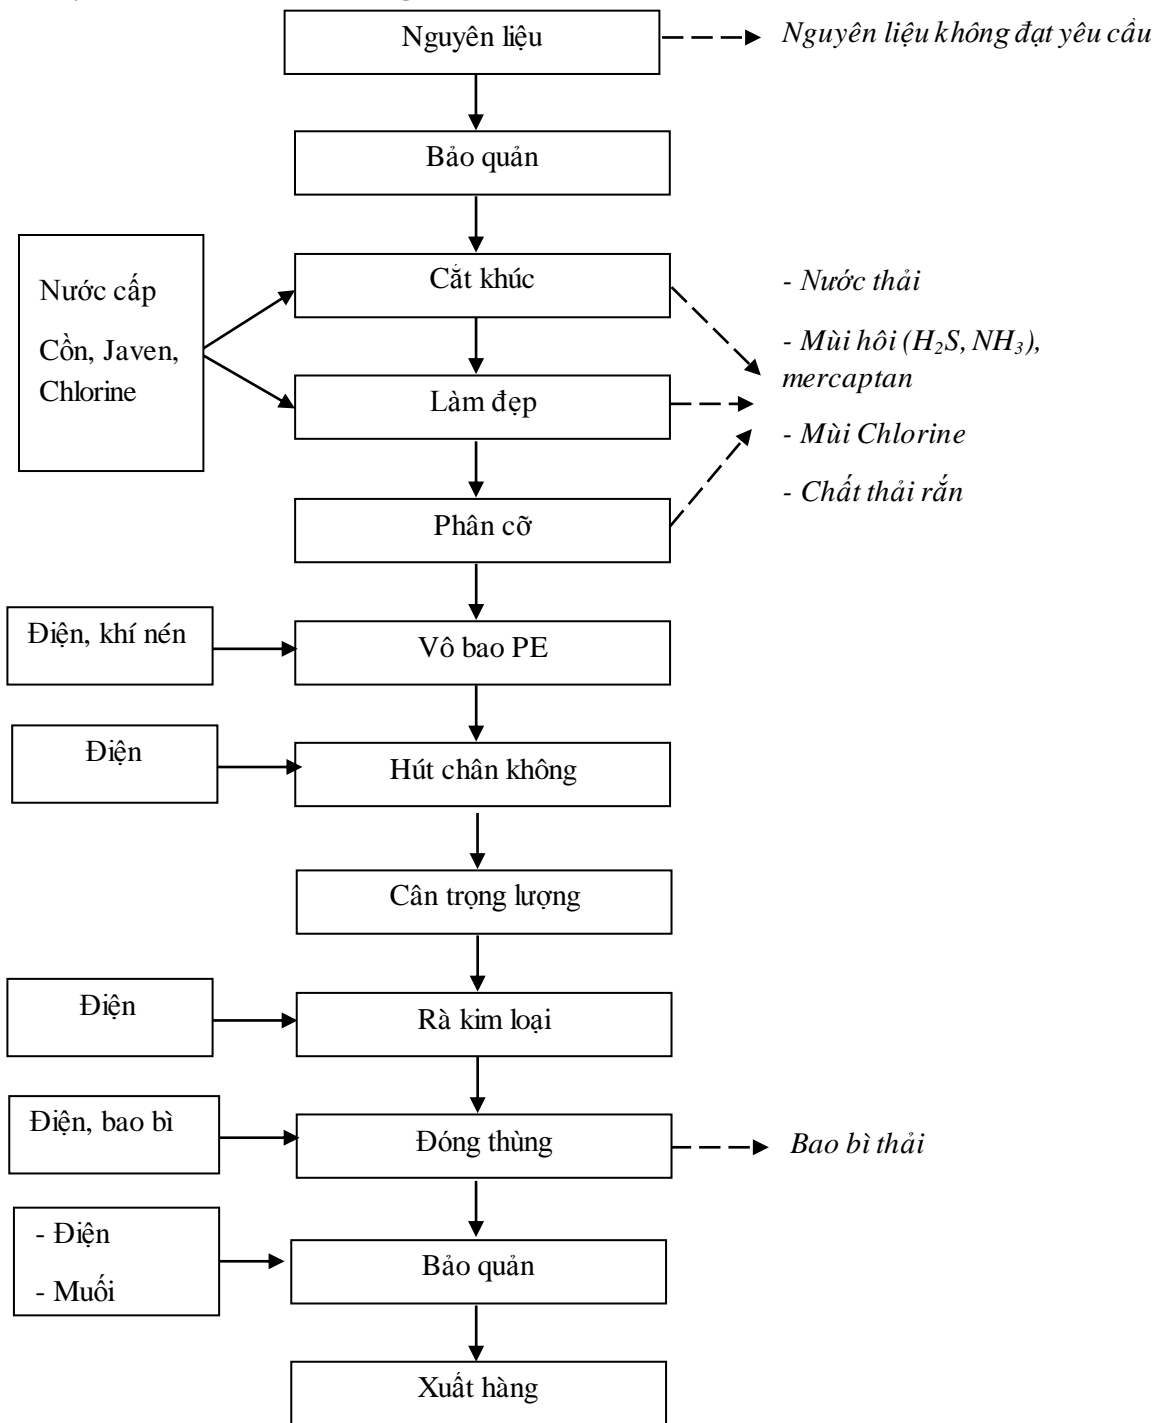 Nguyên liệu
Nguyên liệu không đạt yêu cầu
Bảo quản
Nước cấp
Cồn, Javen,
Chlorine
Cắt khúc
Làm đẹp
Phân cỡ
- Nước thải
- Mùi hôi (H₂S, NH₃),
mercaptan
- Mùi Chlorine
- Chất thải rắn
Điện, khí nén
Vô bao PE
Điện
Hút chân không
Cân trọng lượng
Điện
Rà kim loại
Điện, bao bì
Đóng thùng
Bao bì thải
- Điện
- Muối
Bảo quản
Xuất hàng